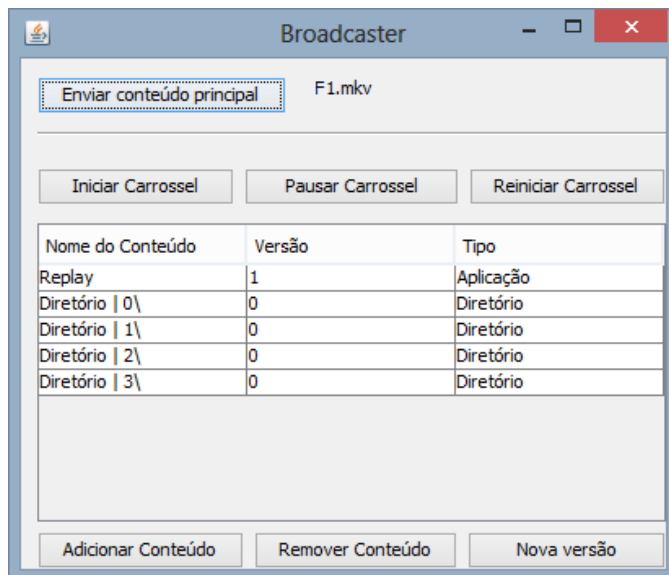 Broadcaster
Enviar conteúdo principal F1.mkv
Iniciar Carrossel Pausar Carrossel Reiniciar Carrossel
Nome do Conteúdo Versão Tipo
Replay 1 Aplicação
Diretório | 0\ 0 Diretório
Diretório | 1\ 0 Diretório
Diretório | 2\ 0 Diretório
Diretório | 3\ 0 Diretório
Adicionar Conteúdo Remover Conteúdo Nova versão